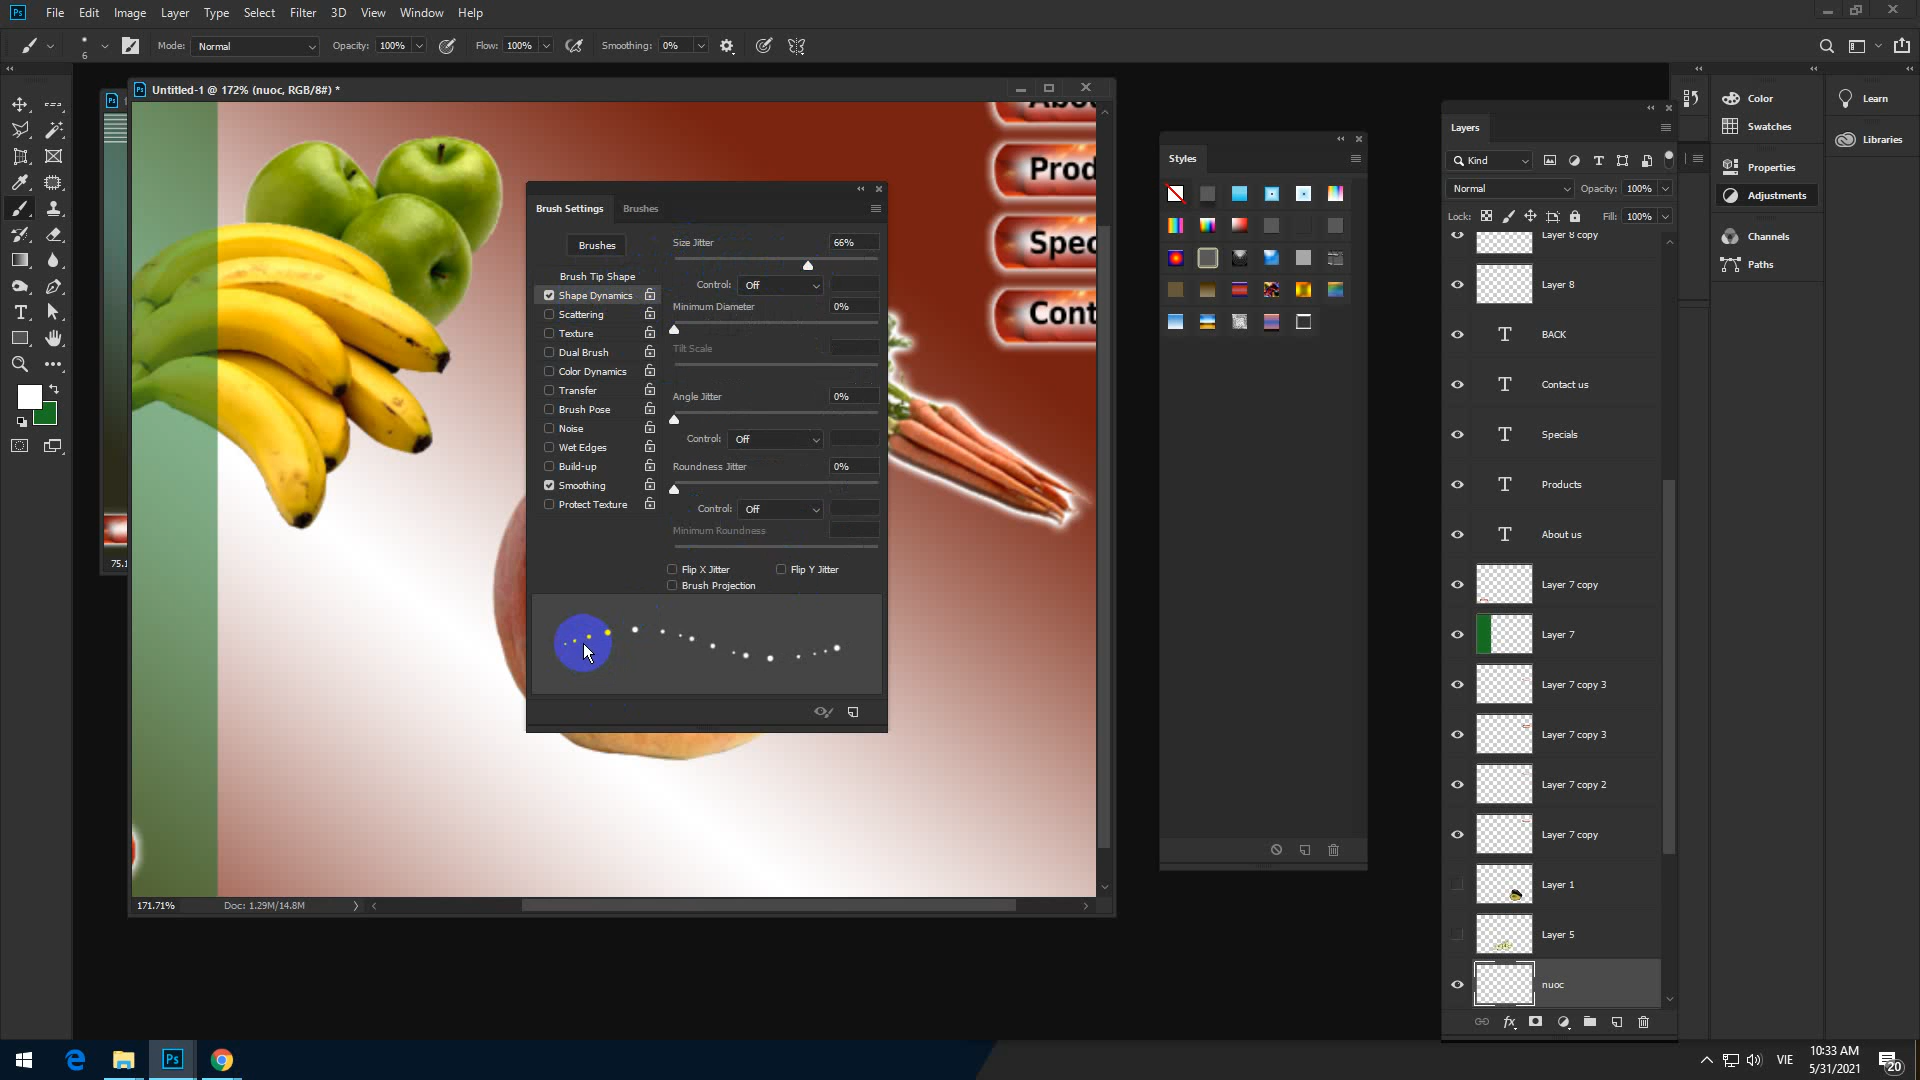 Ps File Edit Image Layer Type Select Filter 3D View Window Help
6 Mode: Normal Opacity: 100% Flow: 100% Smoothing: 0%
Ps Untitled-1 @ 172% (nuoc, RGB/8#) *
Prod
Spec
Cont
75.1
171.71% Doc: 1.29M/14.8M
Brush Settings Brushes
Brushes
Brush Tip Shape
Shape Dynamics
Scattering
Texture
Dual Brush
Color Dynamics
Transfer
Brush Pose
Noise
Wet Edges
Build-up
Smoothing
Protect Texture
Size Jitter 66%
Control: Off
Minimum Diameter 0%
Tilt Scale
Angle Jitter 0%
Control: Off
Roundness Jitter 0%
Control: Off
Minimum Roundness
Flip X Jitter Flip Y Jitter
Brush Projection
Styles
Layers
Kind
Normal Opacity: 100%
Lock: Fill: 100%
Layer 8 copy
Layer 8
BACK
Contact us
Specials
Products
About us
Layer 7 copy
Layer 7
Layer 7 copy 3
Layer 7 copy 3
Layer 7 copy 2
Layer 7 copy
Layer 1
Layer 5
nuoc
Color
Swatches
Properties
Adjustments
Channels
Paths
Learn
Libraries
VIE
10:33 AM
5/31/2021
20